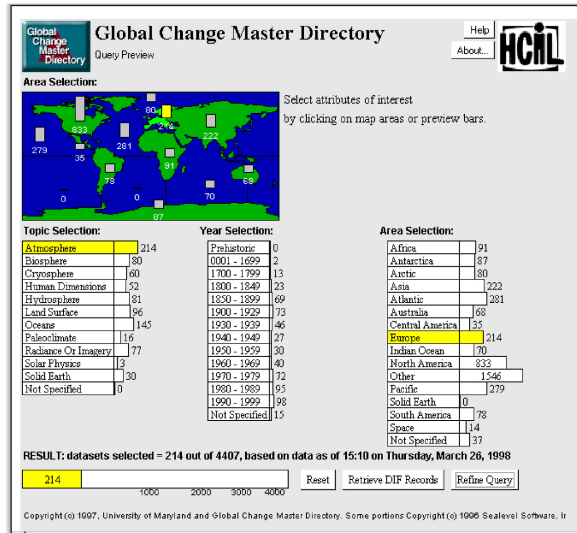 Global Change Master Directory
Global
Change
Master
Directory
Query Preview
Help
About...
HCIL
Area Selection:
Select attributes of interest
by clicking on map areas or preview bars.
80
833
214
222
279
281
35
91
78
70
68
87
Topic Selection:
Atmosphere 214
Biosphere 80
Cryosphere 60
Human Dimensions 52
Hydrosphere 81
Land Surface 96
Oceans 145
Paleoclimate 16
Radiance Or Imagery 77
Solar Physics 3
Solid Earth 30
Not Specified 0
Year Selection:
Prehistoric 0
0001 - 1699 2
1700 - 1799 13
1800 - 1849 23
1850 - 1899 69
1900 - 1929 73
1930 - 1939 46
1940 - 1949 27
1950 - 1959 30
1960 - 1969 40
1970 - 1979 72
1980 - 1989 95
1990 - 1999 98
Not Specified 15
Area Selection:
Africa 91
Antarctica 87
Arctic 80
Asia 222
Atlantic 281
Australia 68
Central America 35
Europe 214
Indian Ocean 70
North America 833
Other 1546
Pacific 279
Solid Earth 0
South America 78
Space 14
Not Specified 37
RESULT: datasets selected = 214 out of 4407, based on data as of 15:10 on Thursday, March 26, 1998
214
1000 2000 3000 4000
Reset
Retrieve DIF Records
Refine Query
Copyright (c) 1997, University of Maryland and Global Change Master Directory. Some portions Copyright (c) 1996 Sealevel Software, Ir